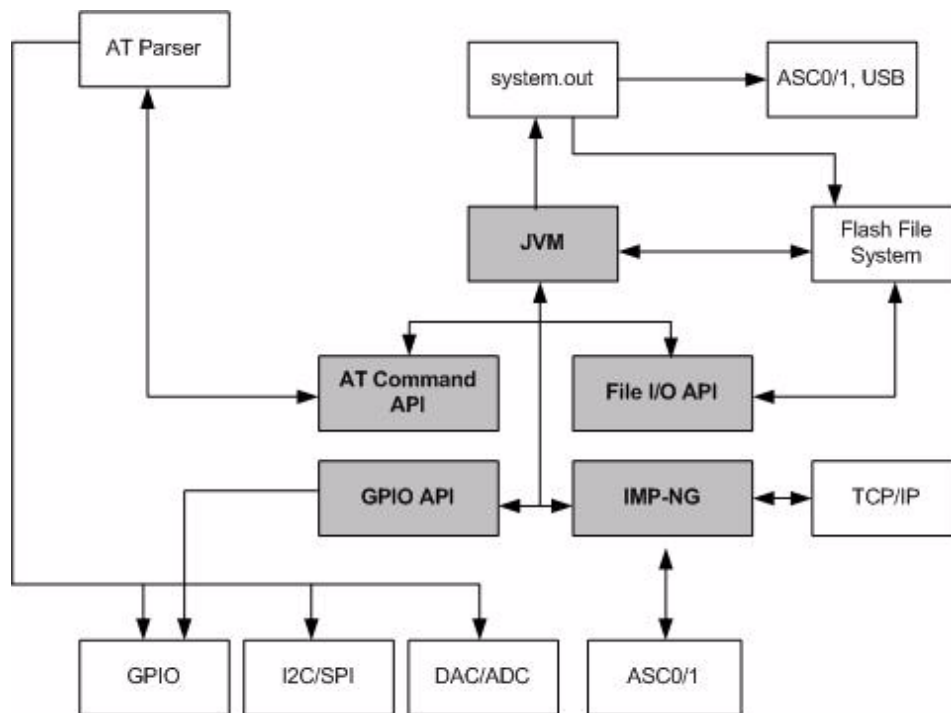 AT Parser
system.out
ASC0/1, USB
JVM
Flash File
System
AT Command
API
File I/O API
GPIO API
IMP-NG
TCP/IP
GPIO
I2C/SPI
DAC/ADC
ASC0/1